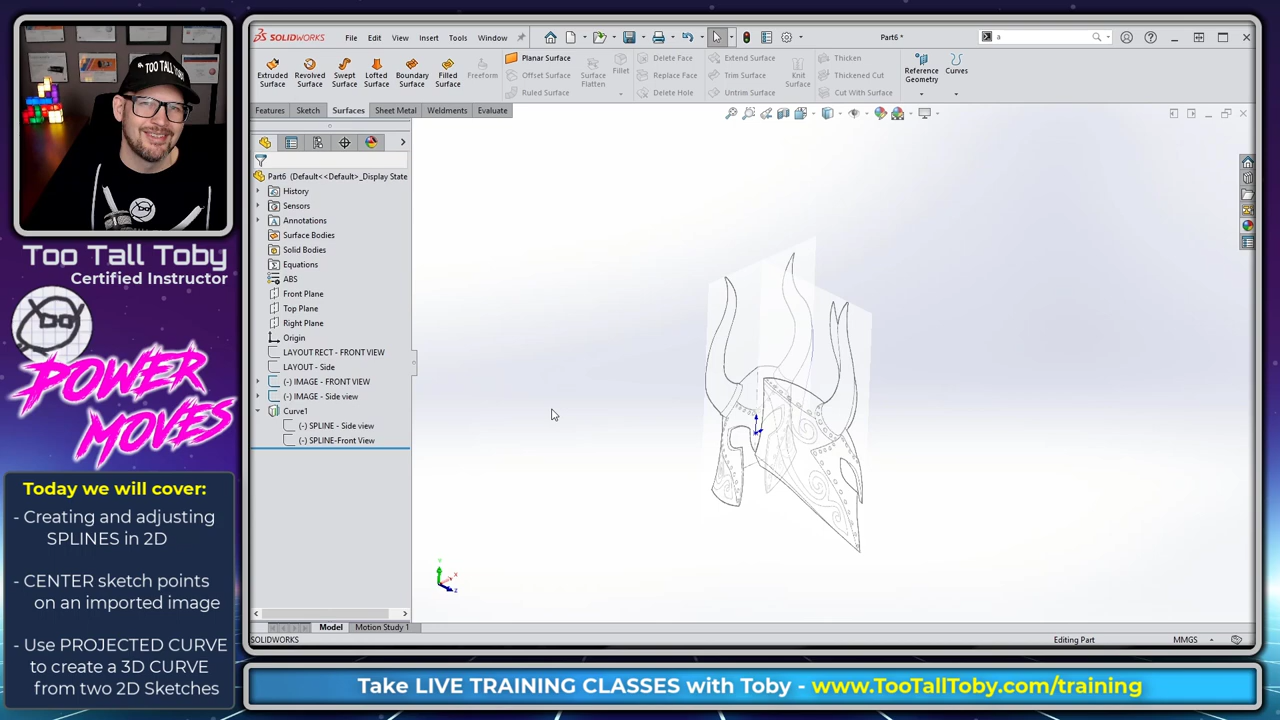 "TOO TALL TOBY"
Too Tall Toby
Certified Instructor
POWER
MOVES
Today we will cover:
- Creating and adjusting
SPLINES in 2D
- CENTER sketch points
on an imported image
- Use PROJECTED CURVE
to create a 3D CURVE
from two 2D Sketches
SOLIDWORKS File Edit View Insert Tools Window Part6 * a
Extruded Surface
Revolved Surface
Swept Surface
Lofted Surface
Boundary Surface
Filled Surface
Freeform
Planar Surface
Offset Surface
Ruled Surface
Surface Flatten
Fillet
Delete Face
Replace Face
Delete Hole
Extend Surface
Trim Surface
Untrim Surface
Knit Surface
Thicken
Thickened Cut
Cut With Surface
Reference Geometry
Curves
Features Sketch Surfaces Sheet Metal Weldments Evaluate
Part6 (Default<<Default>_Display State
History
Sensors
Annotations
Surface Bodies
Solid Bodies
Equations
ABS
Front Plane
Top Plane
Right Plane
Origin
LAYOUT RECT - FRONT VIEW
LAYOUT - Side
(-) IMAGE - FRONT VIEW
(-) IMAGE - Side view
Curve1
(-) SPLINE - Side view
(-) SPLINE-Front View
Y
X
Z
Model Motion Study 1
SOLIDWORKS Editing Part MMGS
Take LIVE TRAINING CLASSES with Toby - www.TooTallToby.com/training